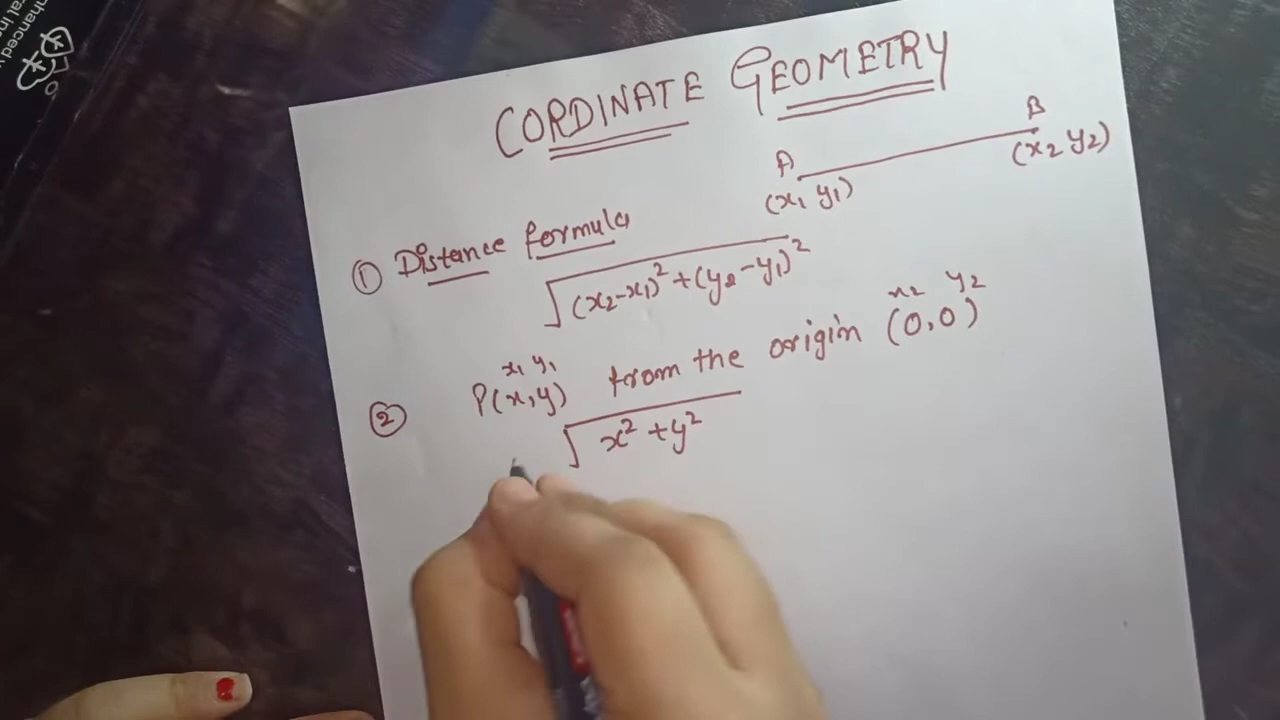 CORDINATE GEOMETRY
A B
(x₁ y₁) (x₂ y₂)
① Distance formula
√(x₂-x₁)²+(y₂-y₁)²
x₁ y₁ x₂ y₂
② P(x,y) from the origin (0,0)
√x²+y²